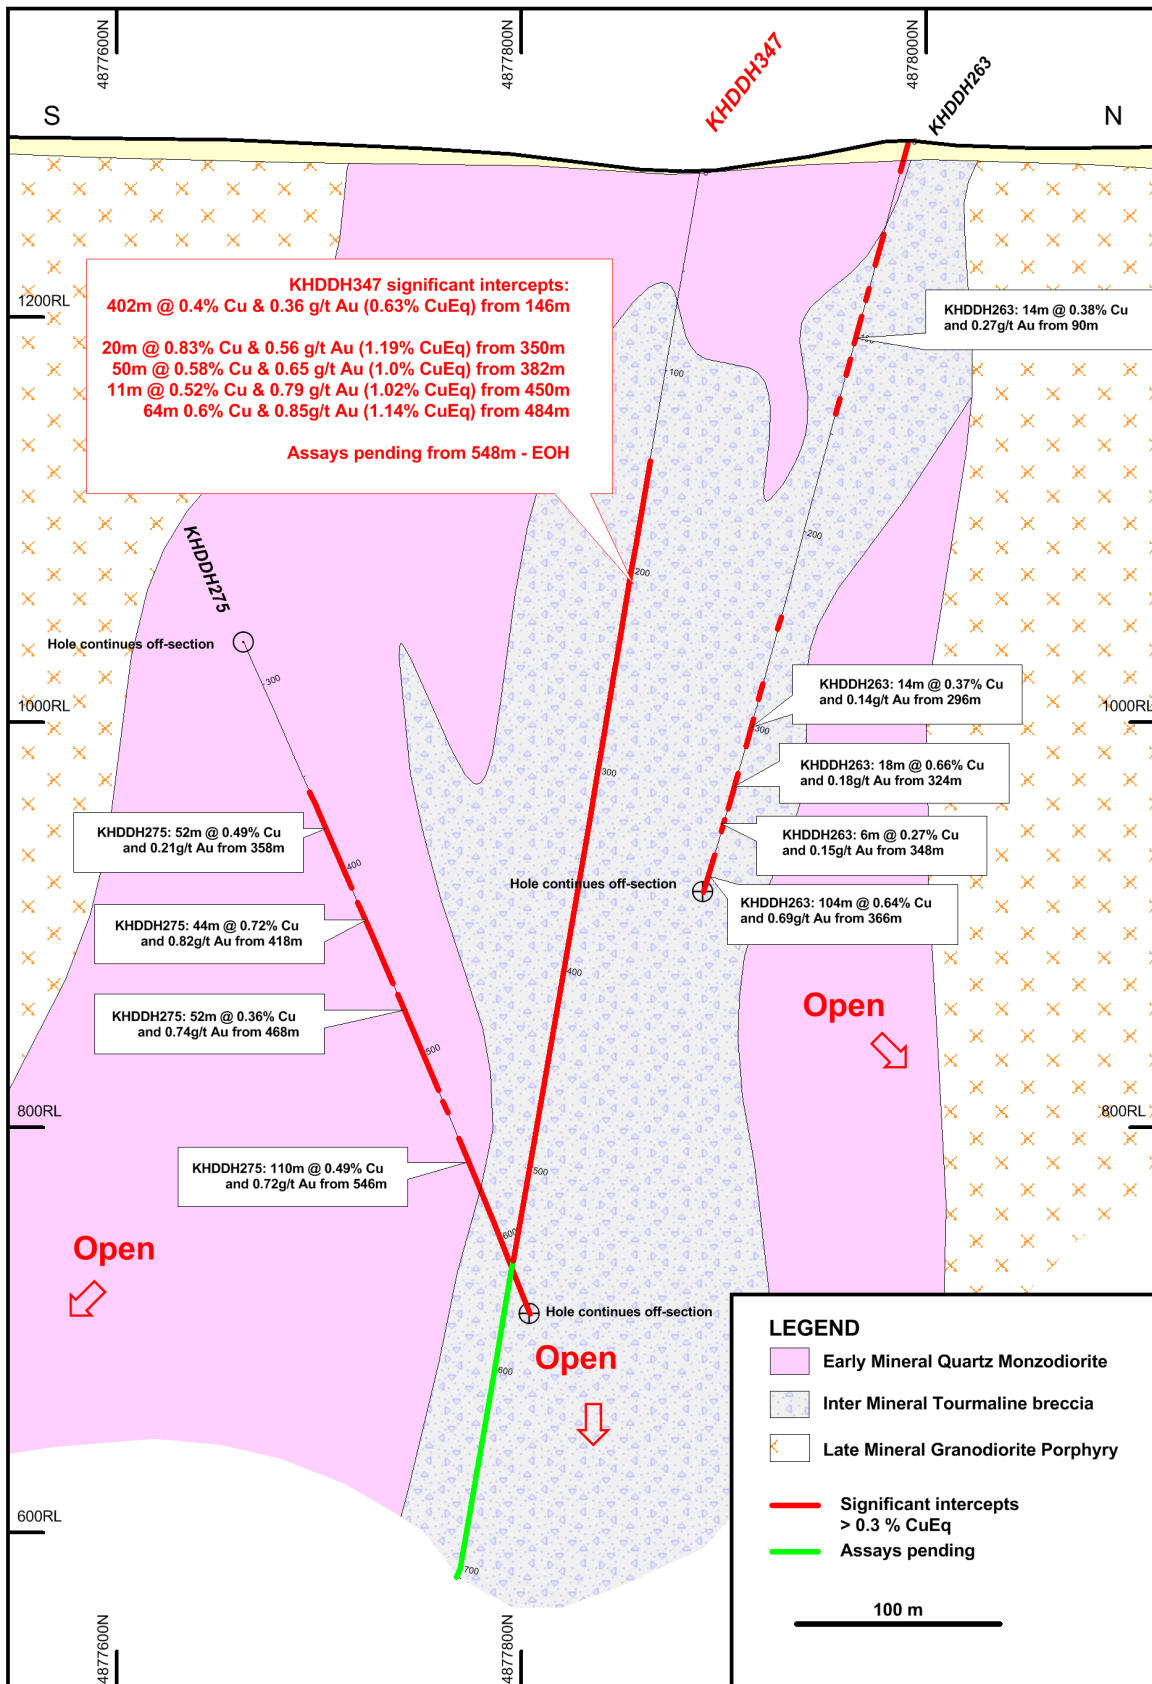 4877600N
4877800N
4878000N
S
KHDDH347
KHDDH263
N
0
0
1200RL
KHDDH347 significant intercepts:
402m @ 0.4% Cu & 0.36 g/t Au (0.63% CuEq) from 146m
20m @ 0.83% Cu & 0.56 g/t Au (1.19% CuEq) from 350m
50m @ 0.58% Cu & 0.65 g/t Au (1.0% CuEq) from 382m
11m @ 0.52% Cu & 0.79 g/t Au (1.02% CuEq) from 450m
64m 0.6% Cu & 0.85g/t Au (1.14% CuEq) from 484m
Assays pending from 548m - EOH
KHDDH263: 14m @ 0.38% Cu
and 0.27g/t Au from 90m
100
100
200
200
KHDDH275
Hole continues off-section
300
1000RL
1000RL
KHDDH263: 14m @ 0.37% Cu
and 0.14g/t Au from 296m
300
300
KHDDH263: 18m @ 0.66% Cu
and 0.18g/t Au from 324m
KHDDH275: 52m @ 0.49% Cu
and 0.21g/t Au from 358m
KHDDH263: 6m @ 0.27% Cu
and 0.15g/t Au from 348m
400
Hole continues off-section
KHDDH263: 104m @ 0.64% Cu
and 0.69g/t Au from 366m
KHDDH275: 44m @ 0.72% Cu
and 0.82g/t Au from 418m
400
KHDDH275: 52m @ 0.36% Cu
and 0.74g/t Au from 468m
Open
500
800RL
800RL
KHDDH275: 110m @ 0.49% Cu
and 0.72g/t Au from 546m
500
600
Open
Hole continues off-section
Open
600
LEGEND
Early Mineral Quartz Monzodiorite
Inter Mineral Tourmaline breccia
Late Mineral Granodiorite Porphyry
Significant intercepts
> 0.3 % CuEq
Assays pending
600RL
700
100 m
4877600N
4877800N